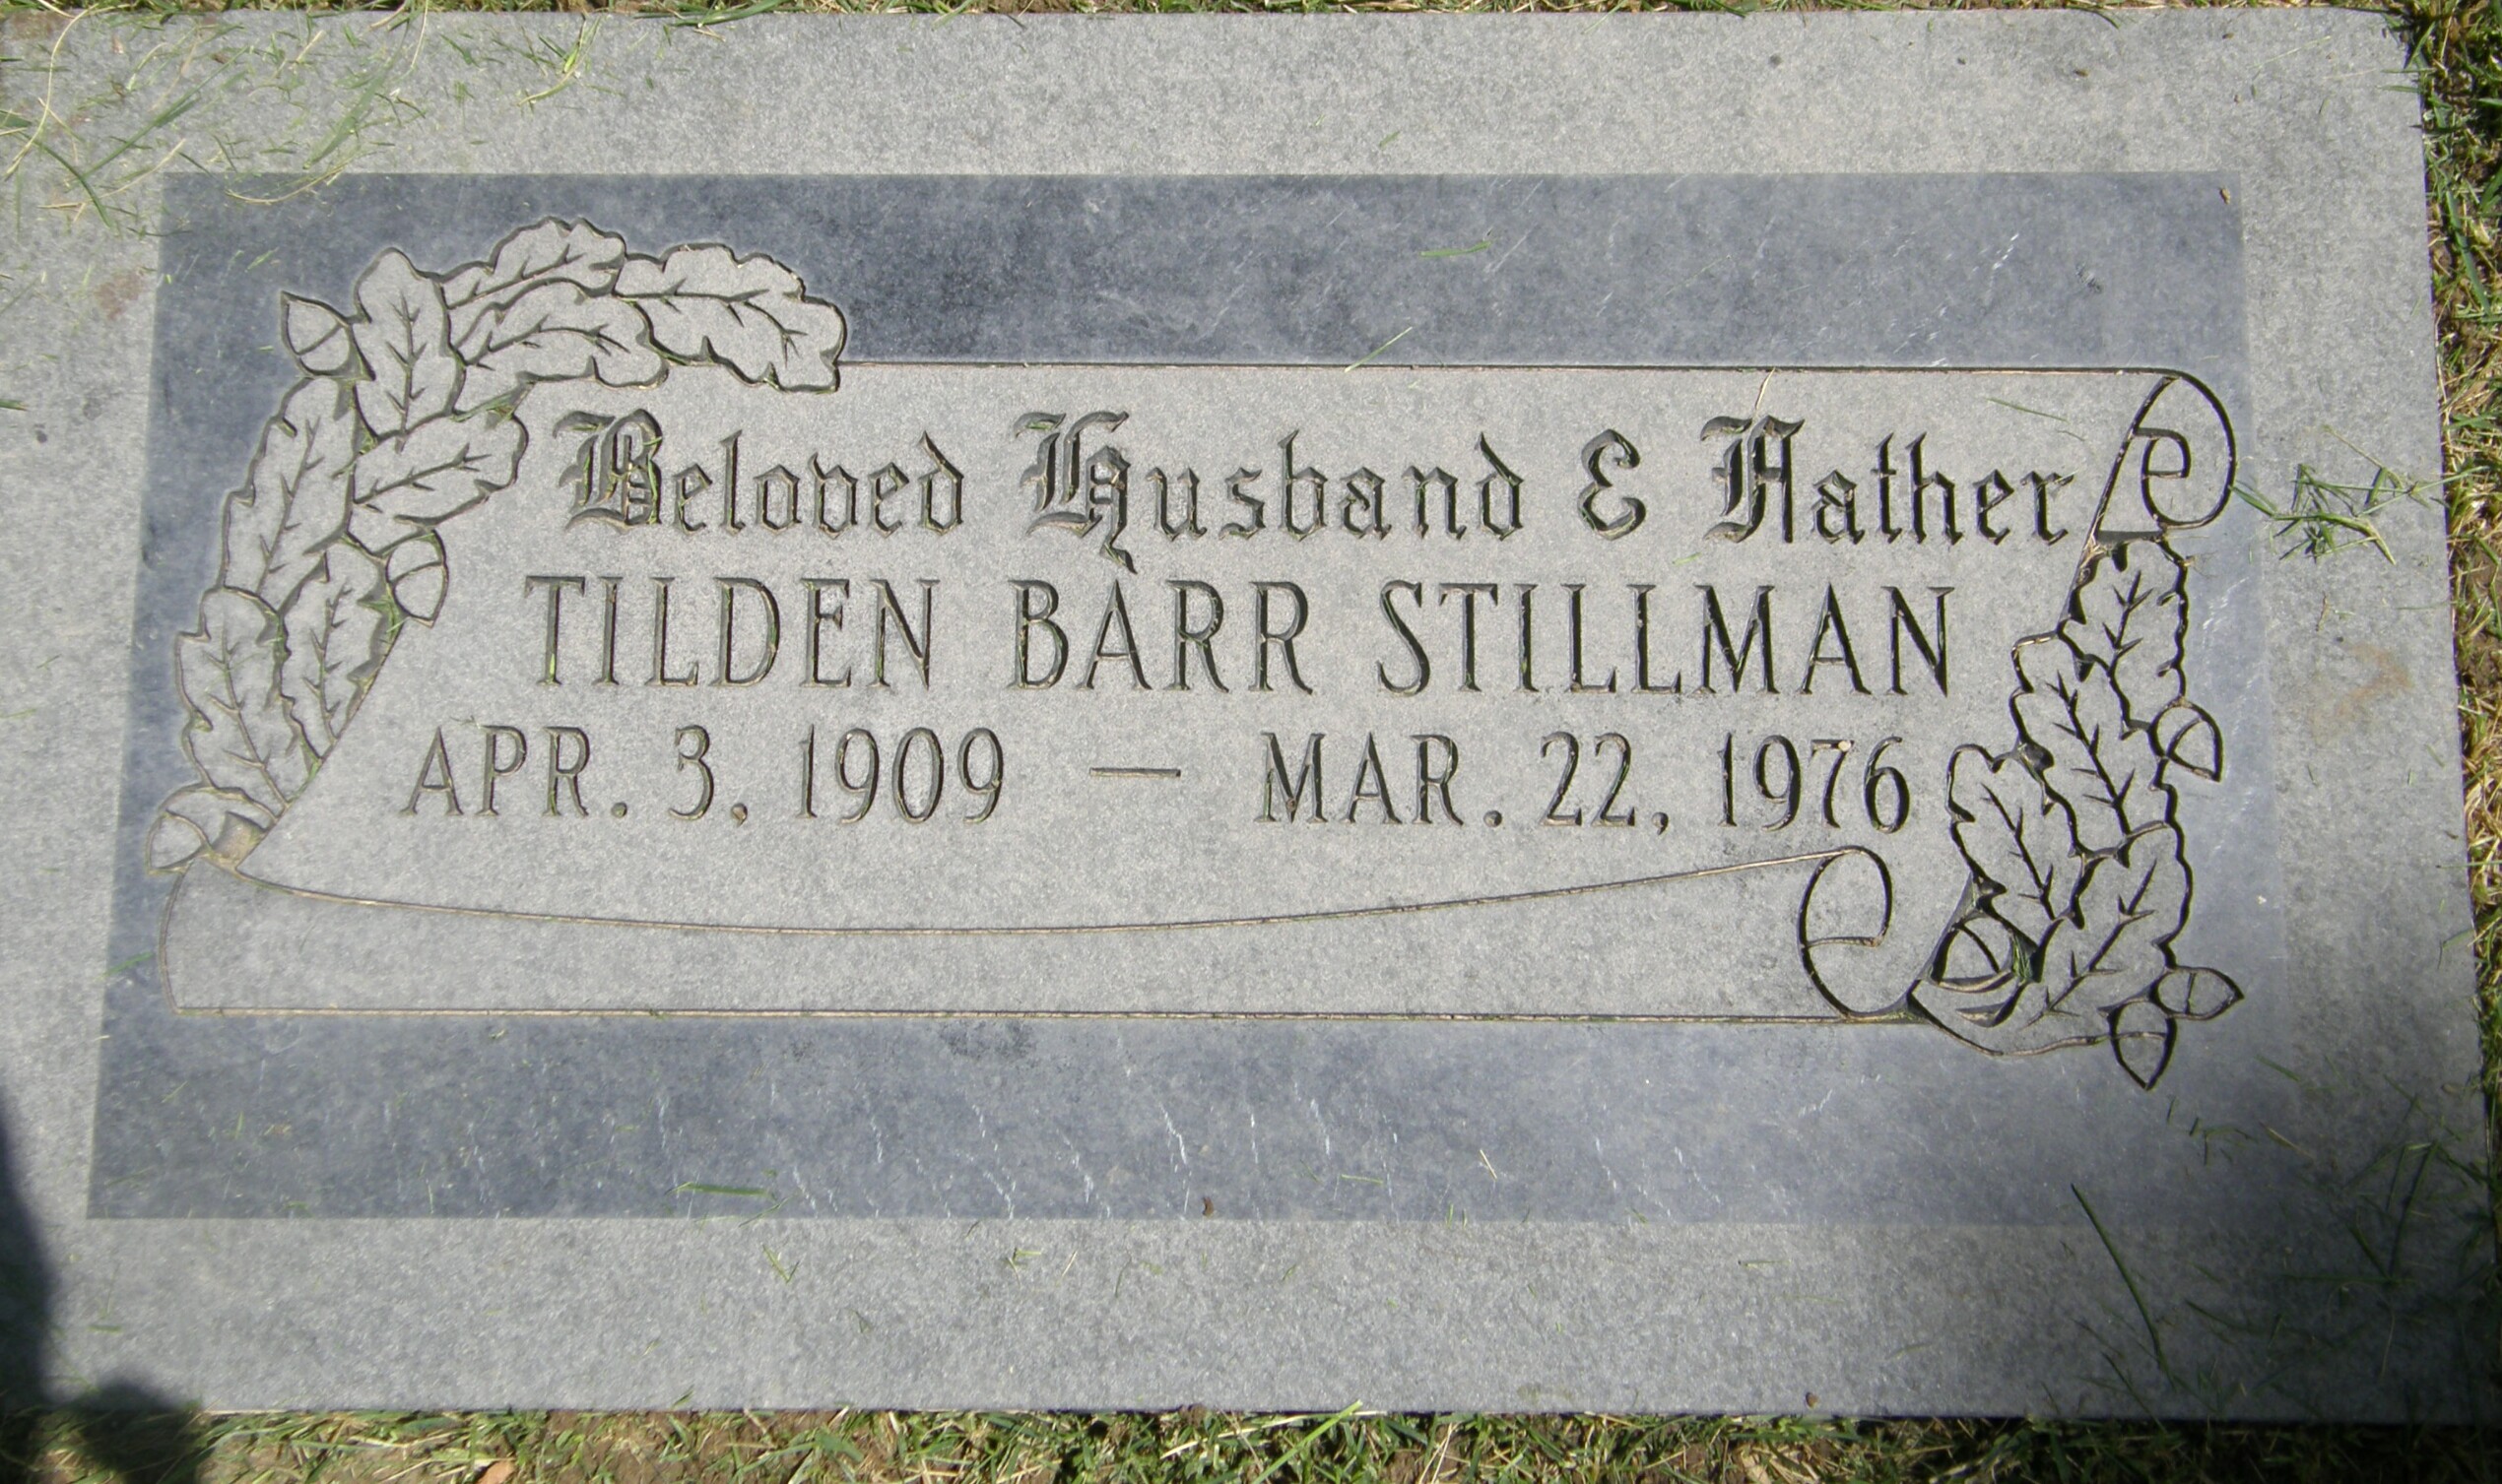 Beloved Husband & Father
TILDEN BARR STILLMAN
APR. 3, 1909 — MAR. 22, 1976